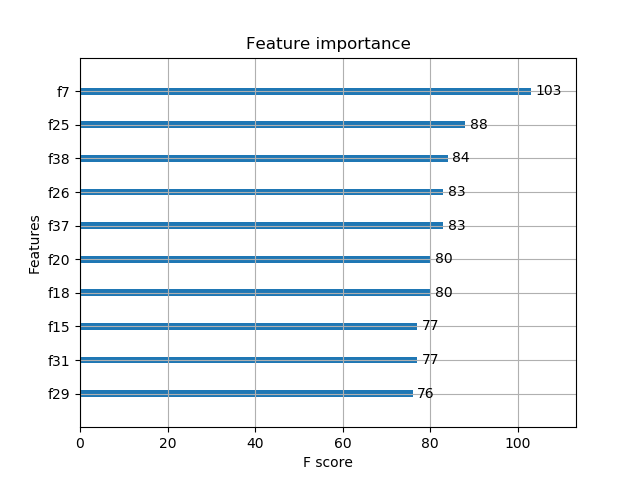 Feature importance
Features
f7 103
f25 88
f38 84
f26 83
f37 83
f20 80
f18 80
f15 77
f31 77
f29 76
0 20 40 60 80 100
F score